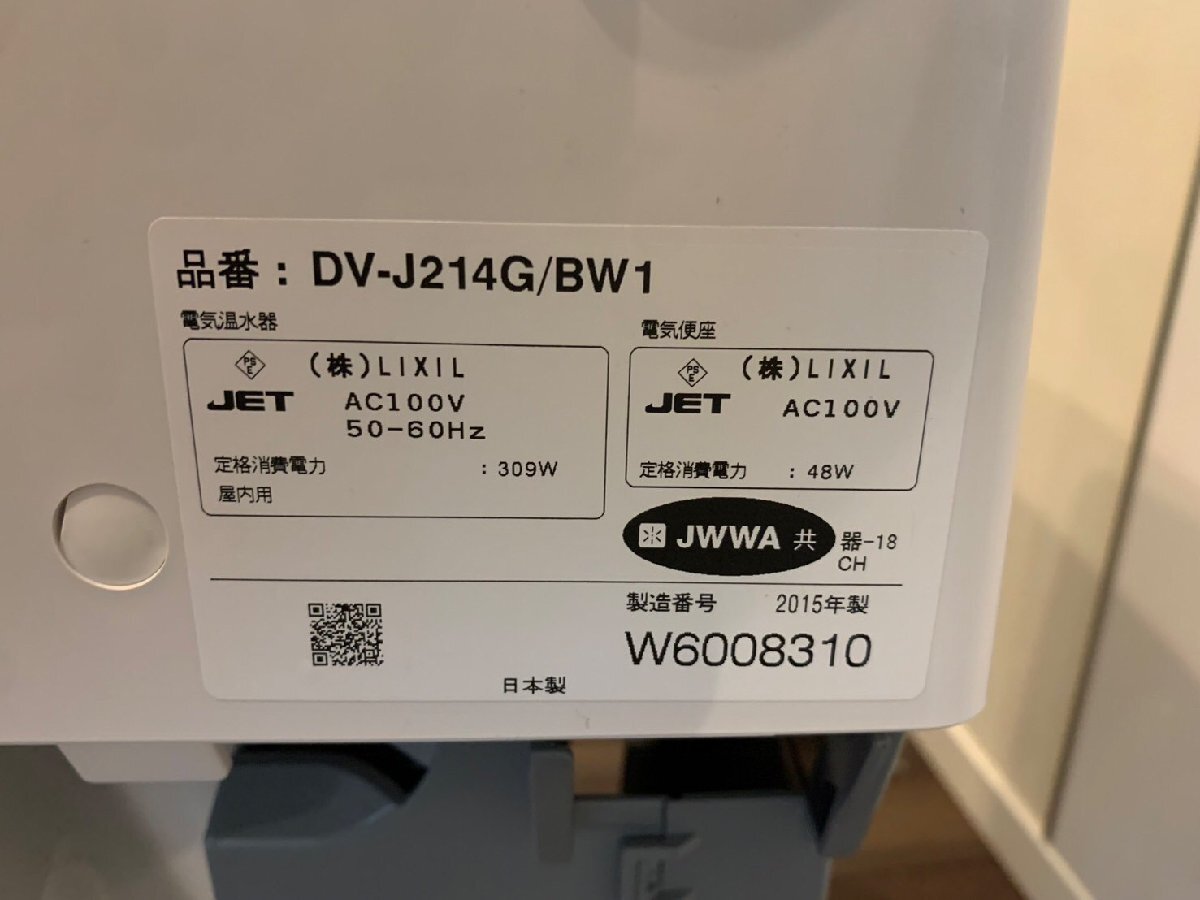 品番：DV-J214G/BW1
電気温水器
PSE (株)LIXIL
JET AC100V
50-60Hz
定格消費電力 : 309W
屋内用
電気便座
PSE (株)LIXIL
JET AC100V
定格消費電力 : 48W
水 JWWA 共 器-18
CH
製造番号 2015年製
W6008310
日本製